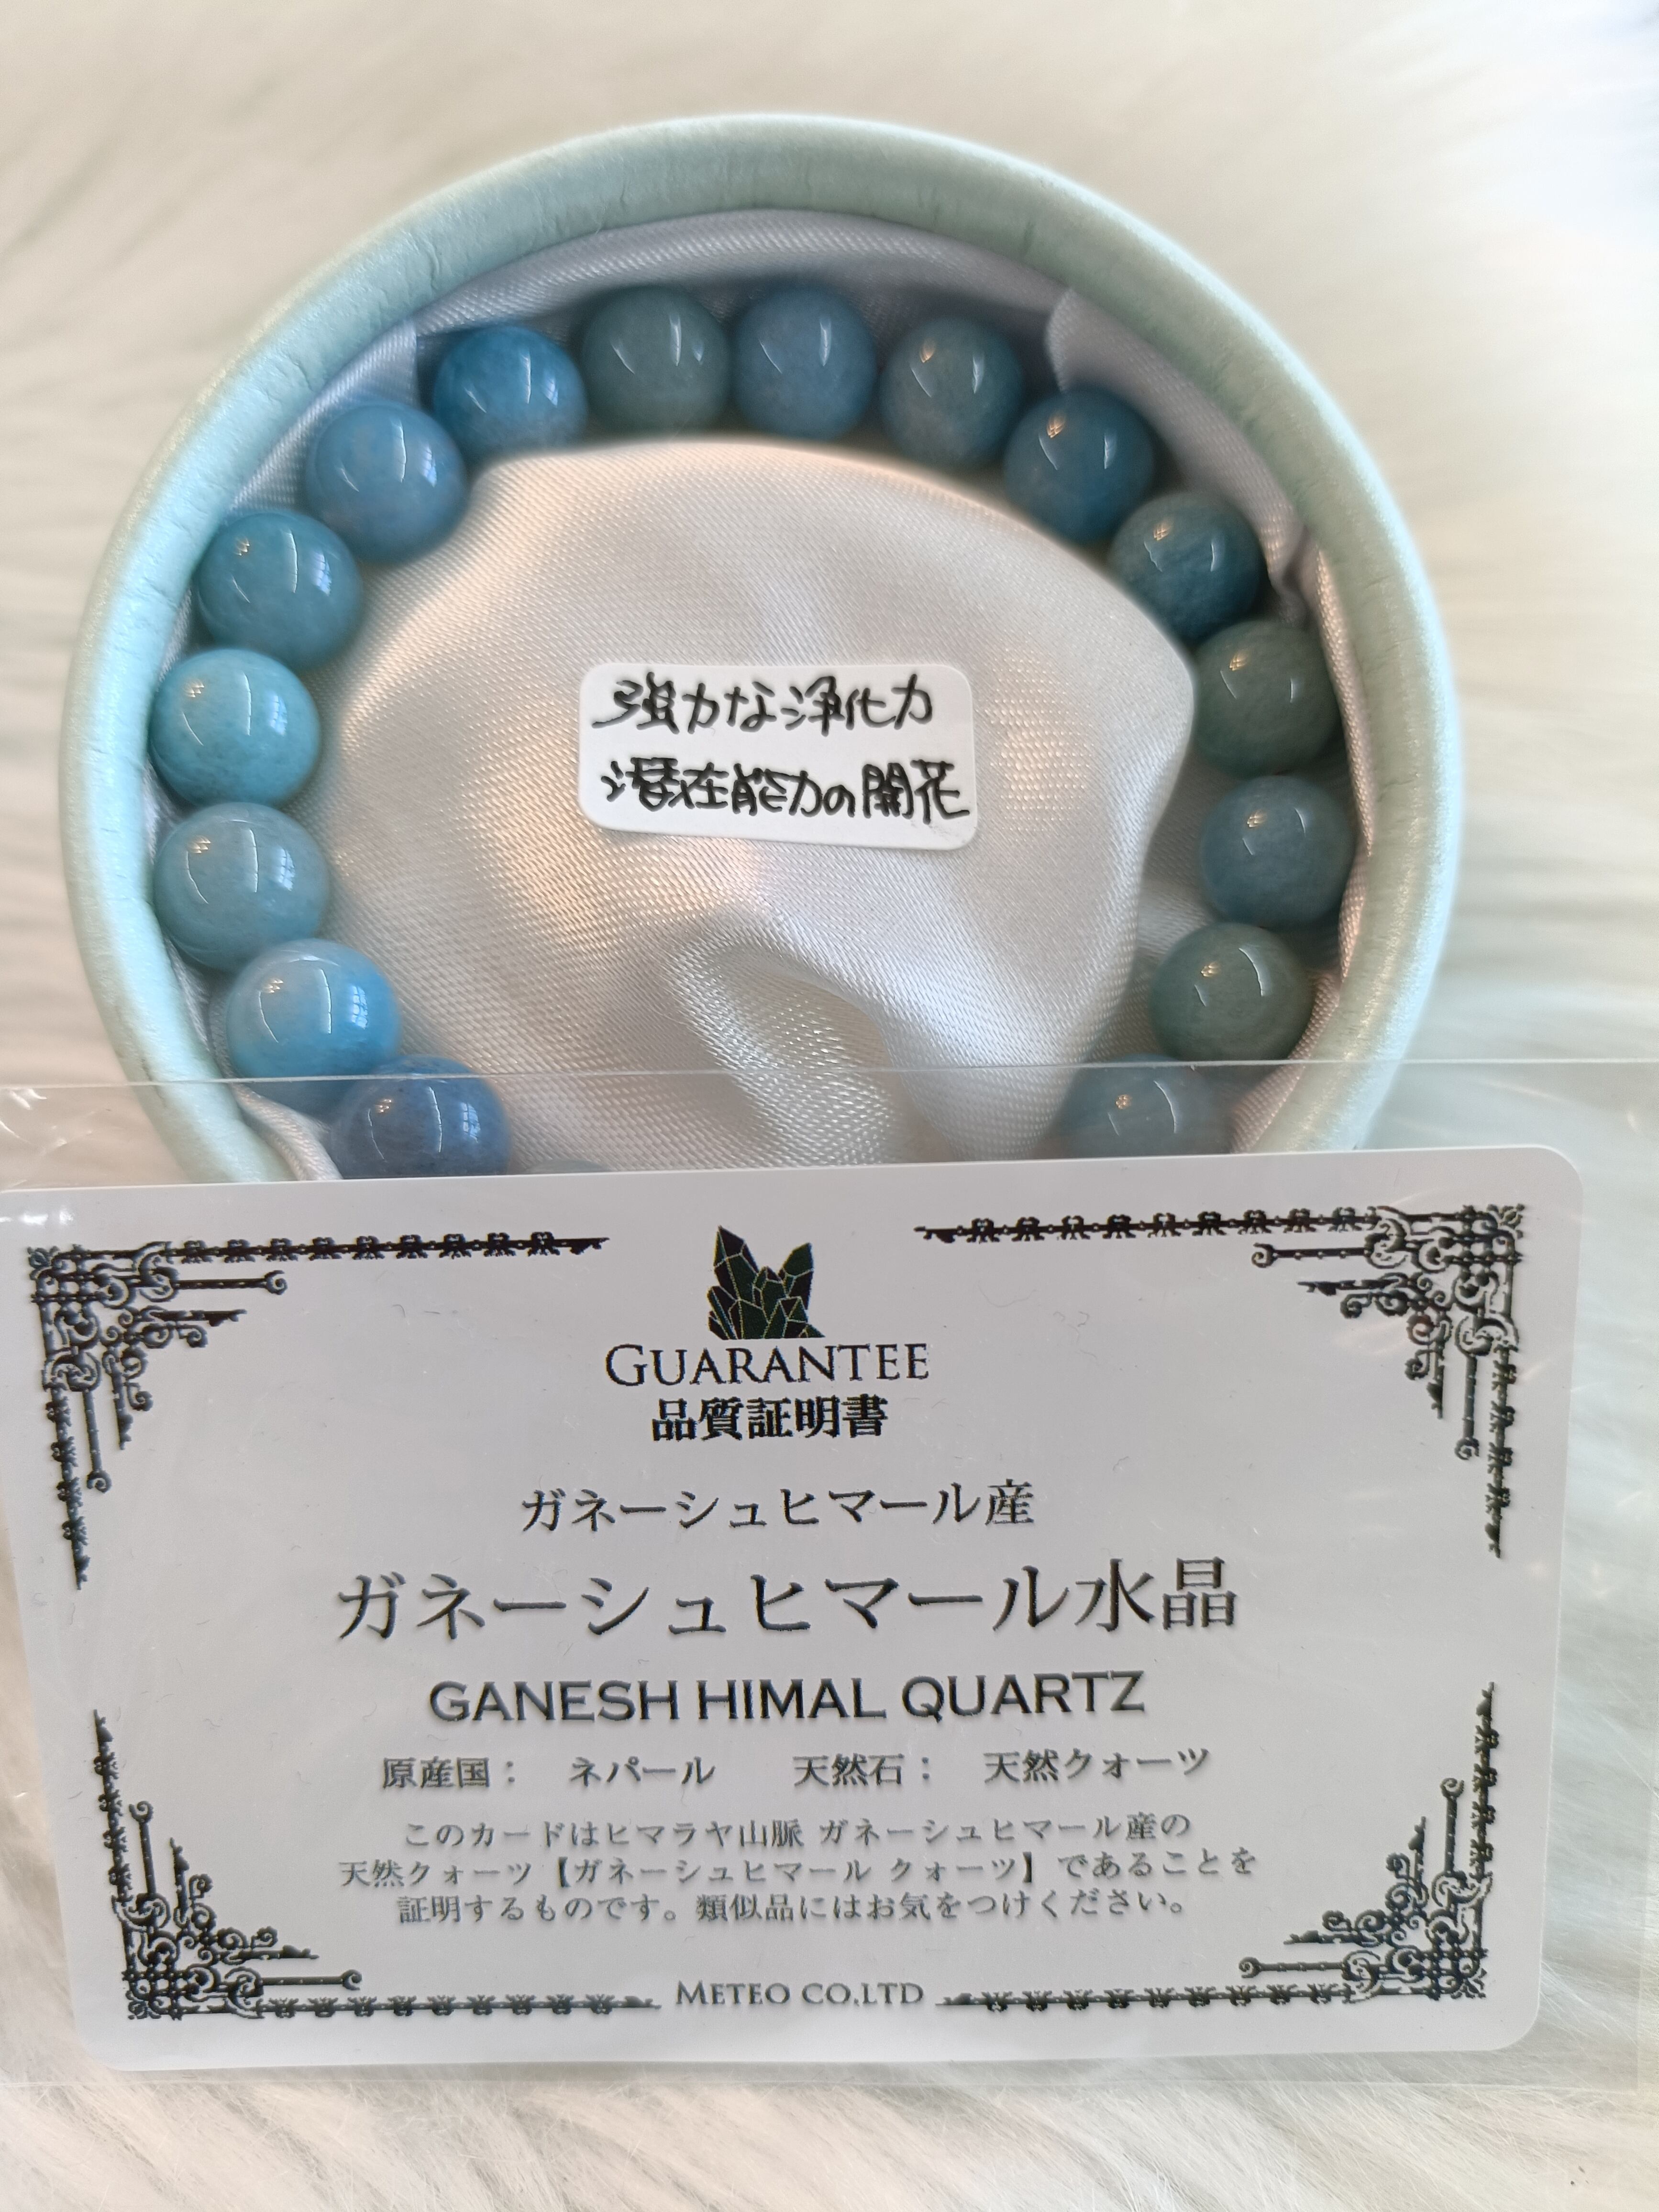 強力な浄化力
潜在能力の開花
GUARANTEE
品質証明書
ガネーシュヒマール産
ガネーシュヒマール水晶
GANESH HIMAL QUARTZ
原産国： ネパール 天然石： 天然クォーツ
このカードはヒマラヤ山脈 ガネーシュヒマール産の
天然クォーツ【ガネーシュヒマール クォーツ】であることを
証明するものです。類似品にはお気をつけください。
METEO CO.LTD